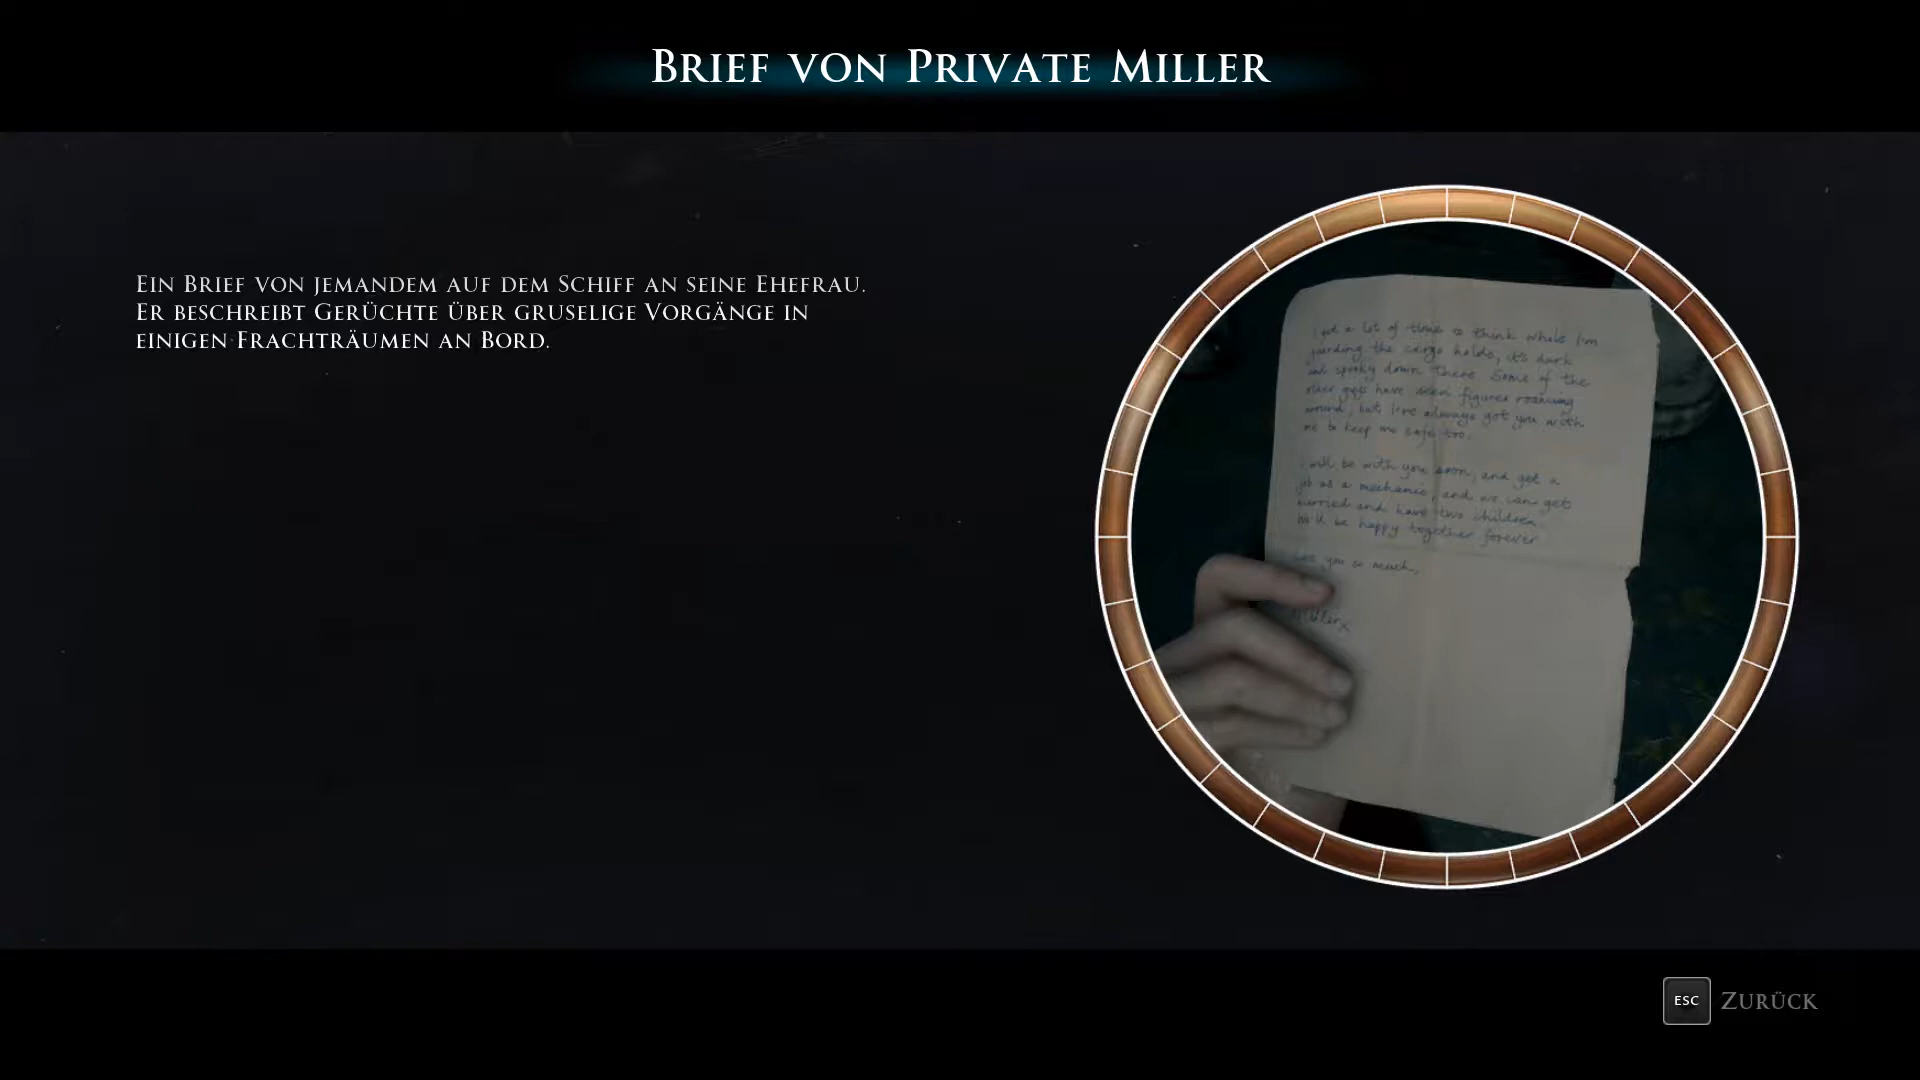 Brief von Private Miller
Ein Brief von jemandem auf dem Schiff an seine Ehefrau.
Er beschreibt Gerüchte über gruselige Vorgänge in
einigen Frachträumen an Bord.
I got a lot of time to think while I'm
guarding the cargo holds, it's dark
and spooky down there. Some of the
other guys have seen figures roaming
around, but I've always got you with
me to keep me safe too.
I will be with you soon, and get a
job as a mechanic, and we can get
married and have two children
We'll be happy together forever
you so much,
ESC Zurück